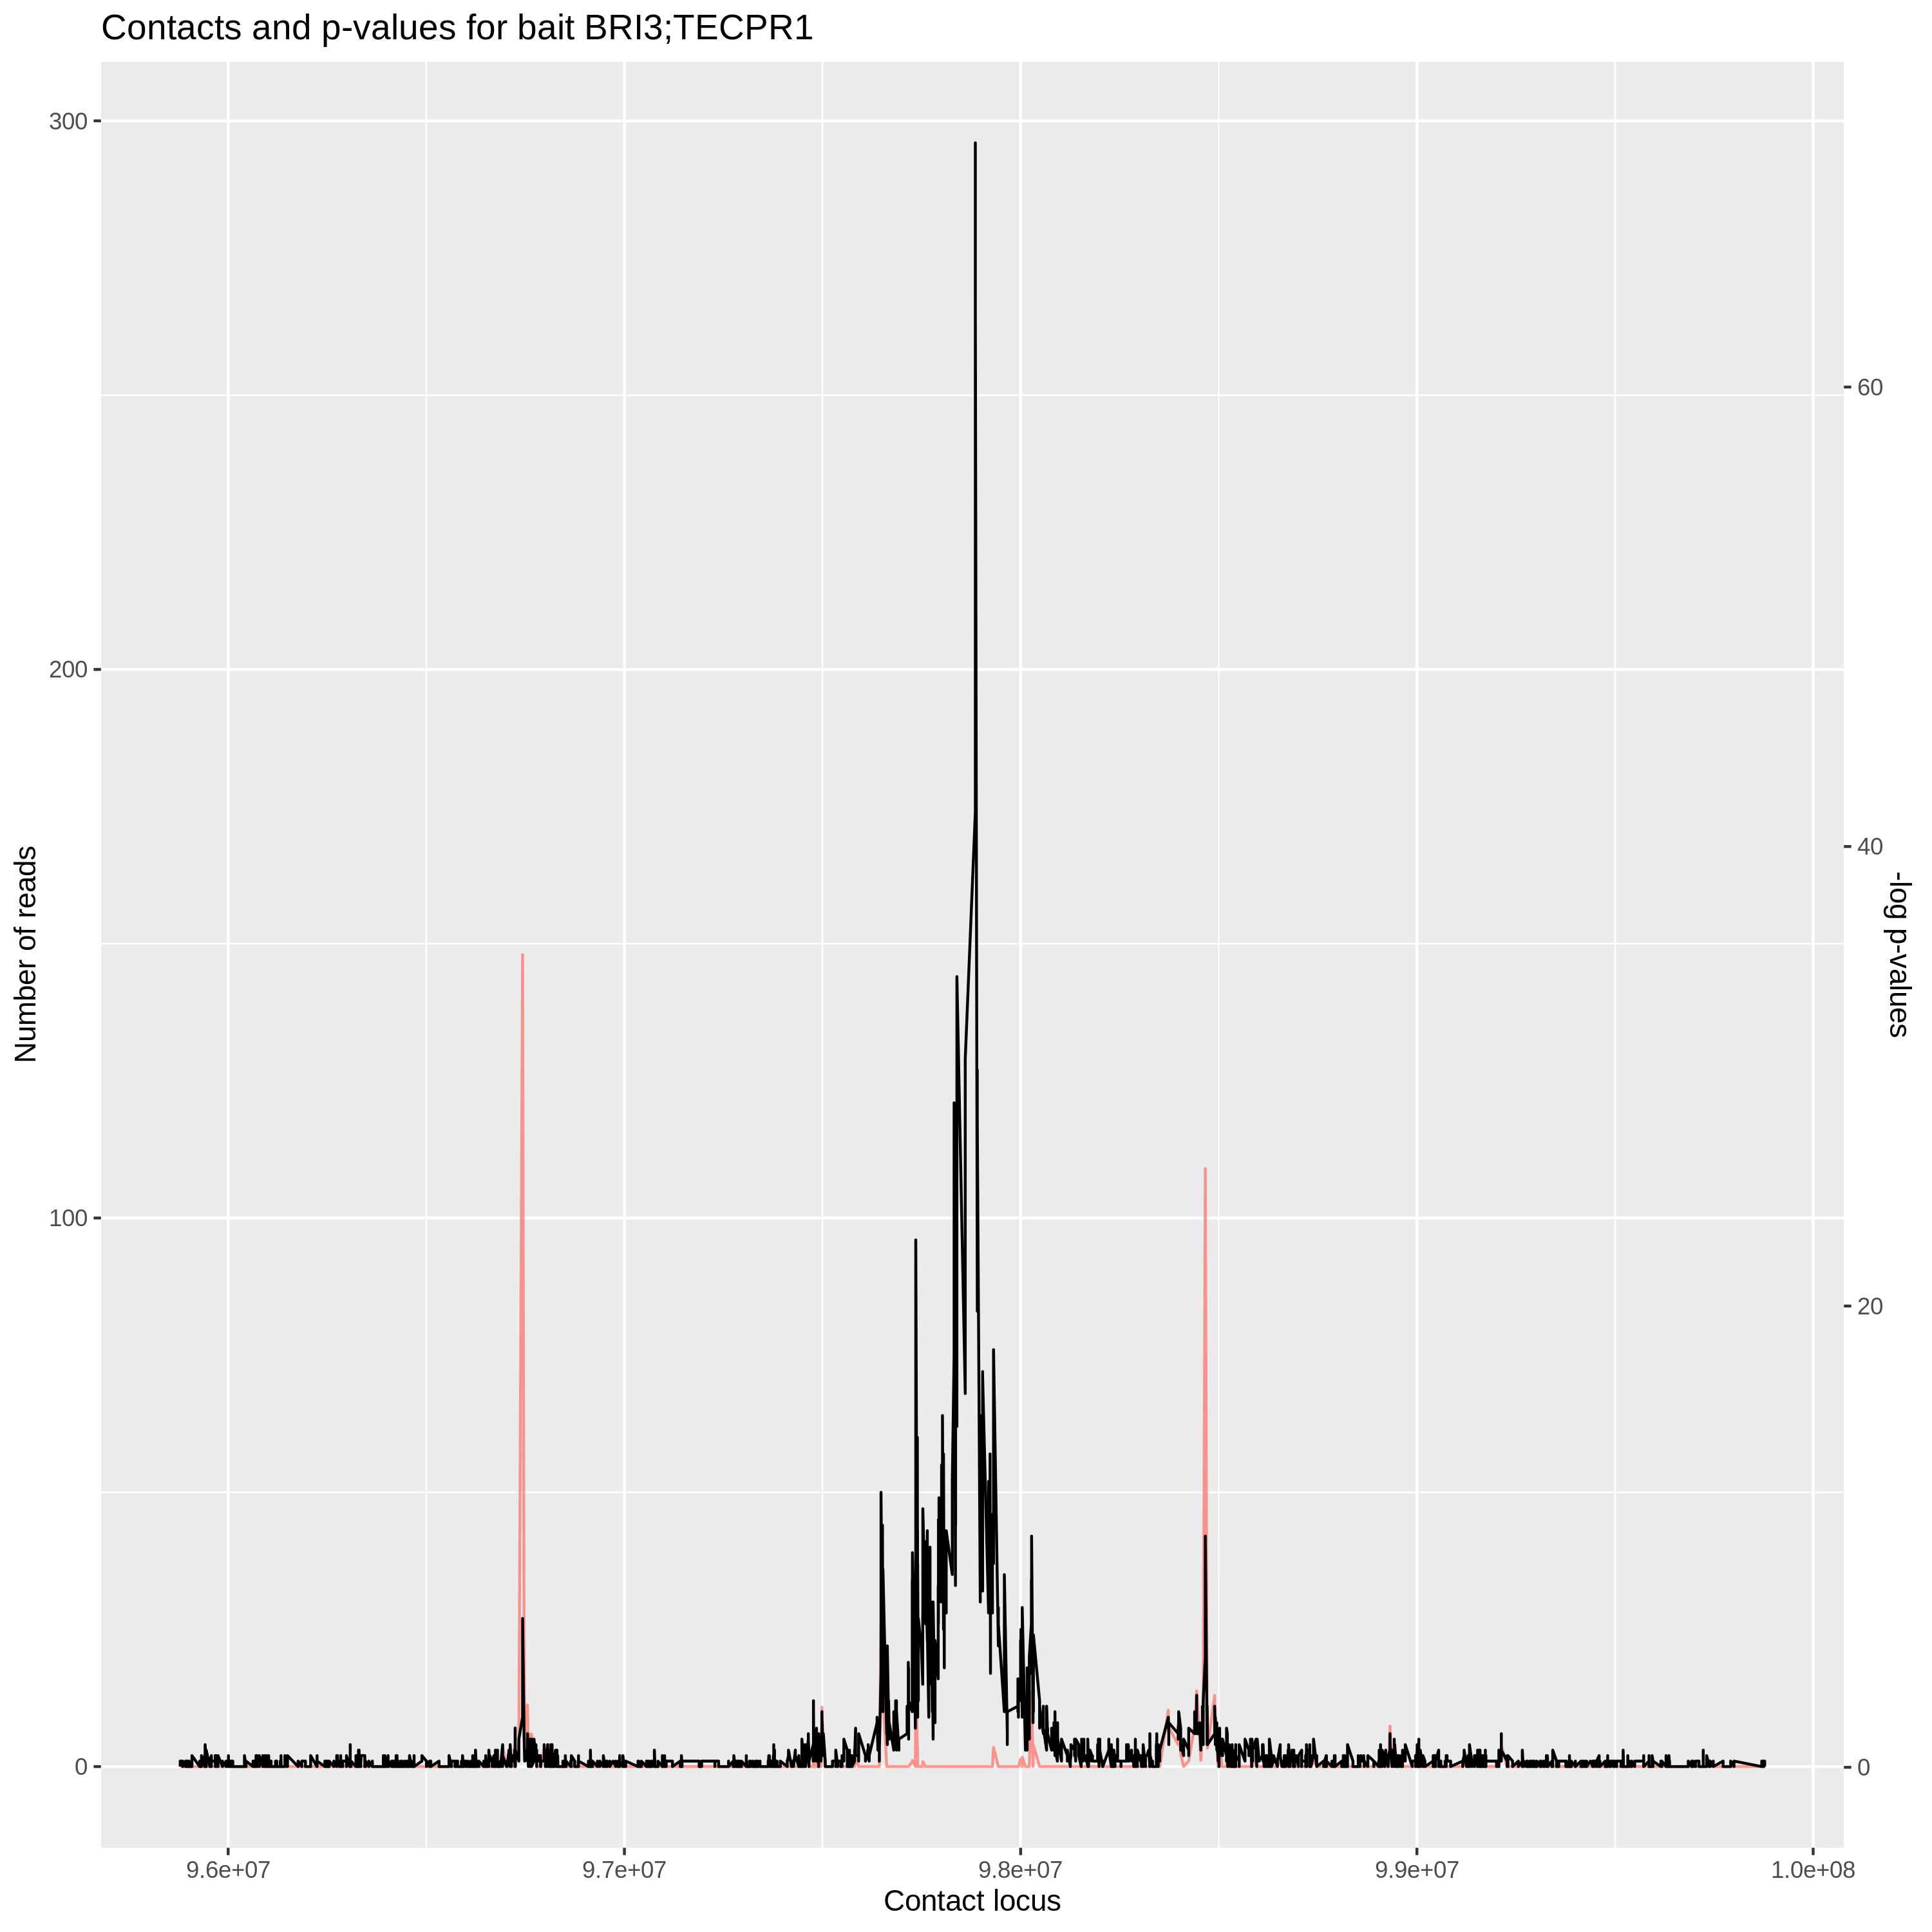 Contacts and p-values for bait BRI3;TECPR1
300
200
100
0
60
40
20
0
Number of reads
-log p-values
9.6e+07 9.7e+07 9.8e+07 9.9e+07 1.0e+08
Contact locus